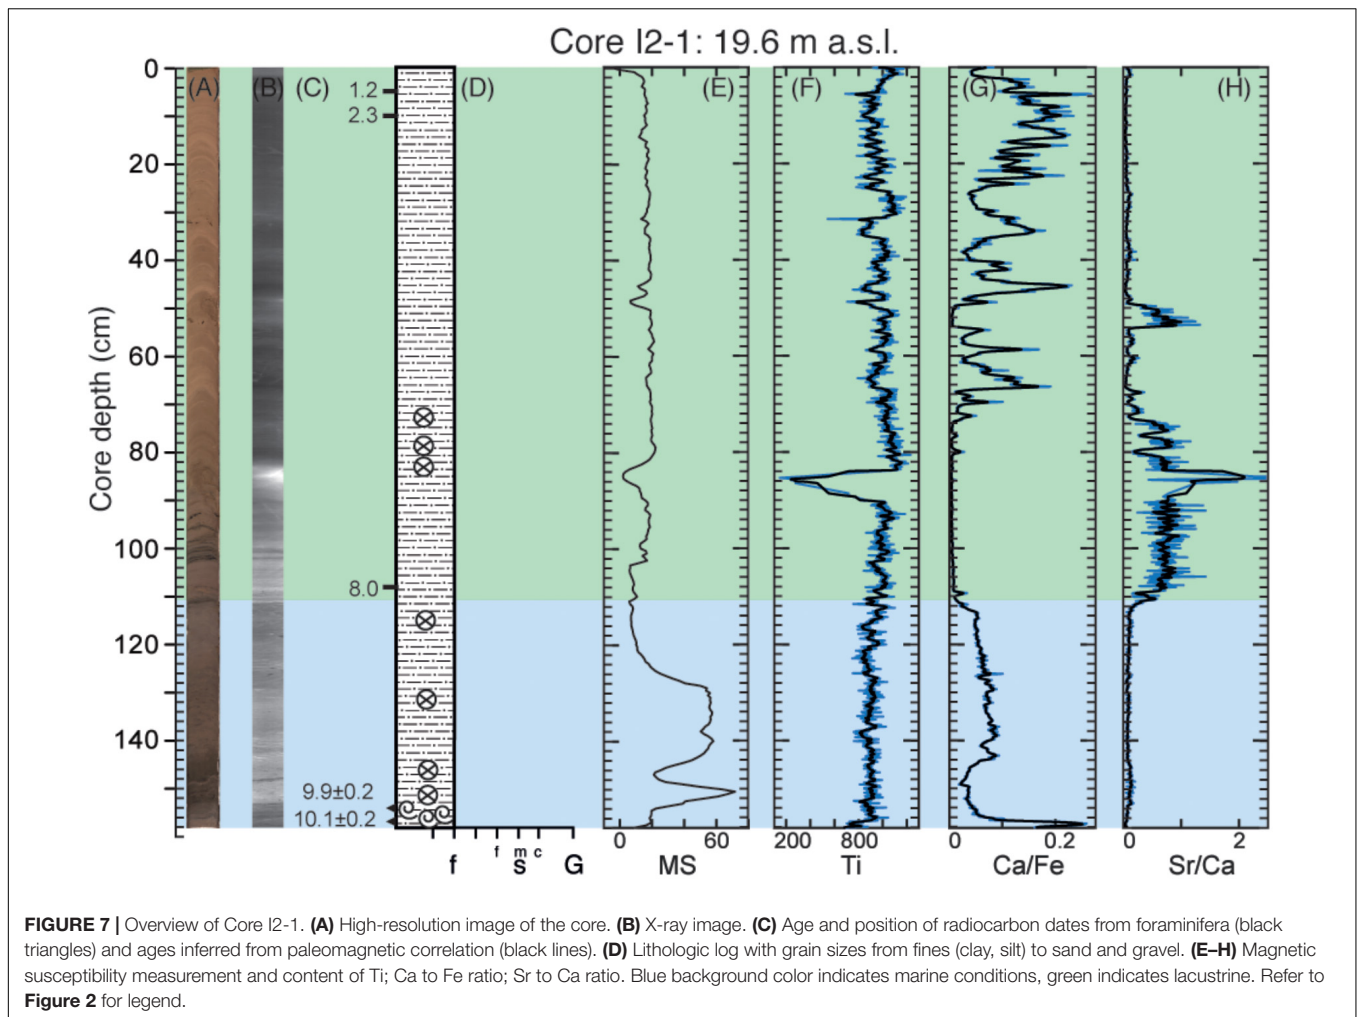 Core I2-1: 19.6 m a.s.l.
(A) (B) (C) (D) (E) (F) (G) (H)
Core depth (cm)
0
20
40
60
80
100
120
140
1.2
2.3
8.0
9.9±0.2
10.1±0.2
f f m c
s G
0 60
MS
200 800
Ti
0 0.2
Ca/Fe
0 2
Sr/Ca
FIGURE 7 | Overview of Core I2-1. (A) High-resolution image of the core. (B) X-ray image. (C) Age and position of radiocarbon dates from foraminifera (black
triangles) and ages inferred from paleomagnetic correlation (black lines). (D) Lithologic log with grain sizes from fines (clay, silt) to sand and gravel. (E–H) Magnetic
susceptibility measurement and content of Ti; Ca to Fe ratio; Sr to Ca ratio. Blue background color indicates marine conditions, green indicates lacustrine. Refer to
Figure 2 for legend.